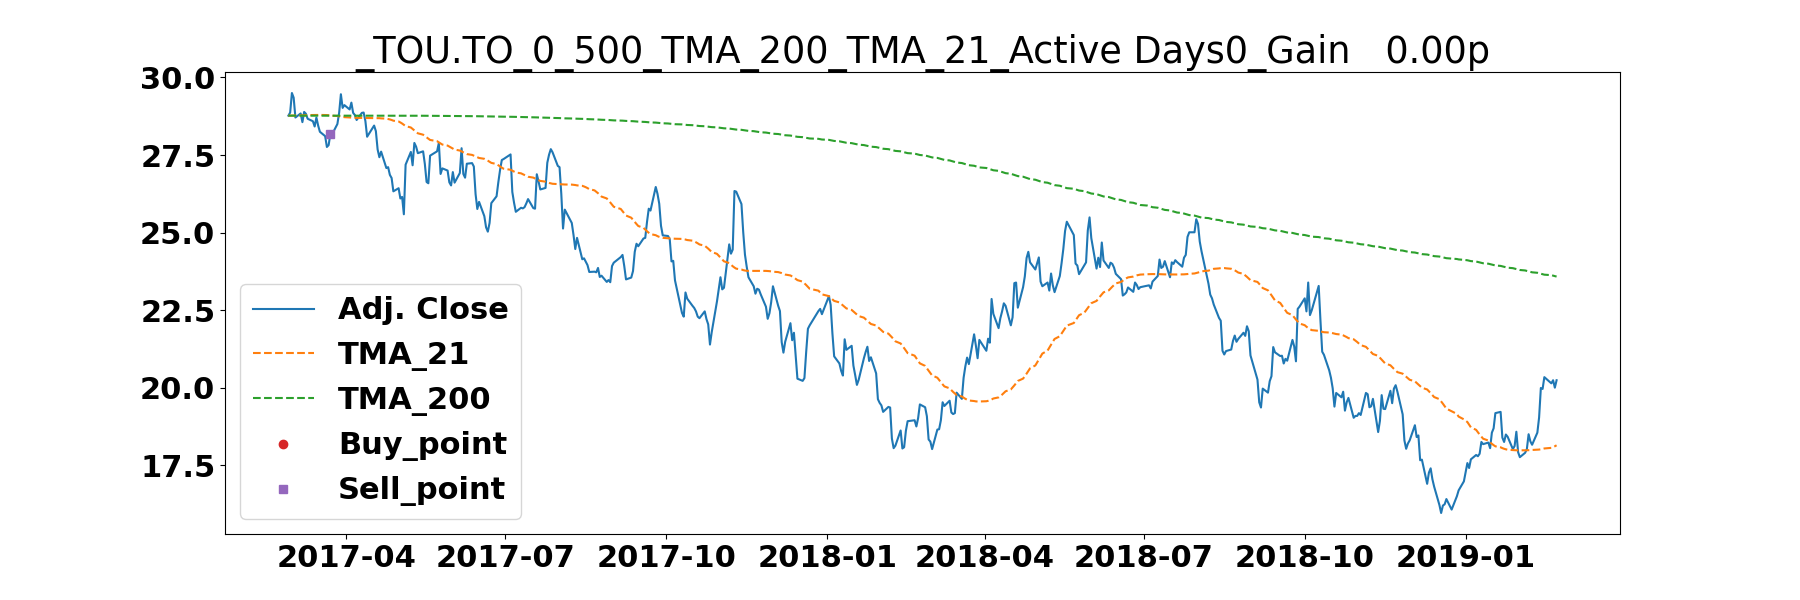 _TOU.TO_0_500_TMA_200_TMA_21_Active Days0_Gain   0.00p
30.0
27.5
25.0
22.5
20.0
17.5
Adj. Close
TMA_21
TMA_200
Buy_point
Sell_point
2017-04 2017-07 2017-10 2018-01 2018-04 2018-07 2018-10 2019-01